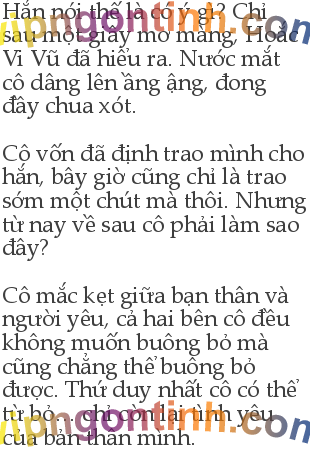 Hắn nói thế là có ý gì? Chỉ
sau một giây mơ màng, Hoắc
Vi Vũ đã hiểu ra. Nước mắt
cô dâng lên ầng ậng, đong
đầy chua xót.
Cô vốn đã định trao mình cho
hắn, bây giờ cũng chỉ là trao
sớm một chút mà thôi. Nhưng
từ nay về sau cô phải làm sao
đây?
Cô mắc kẹt giữa bạn thân và
người yêu, cả hai bên cô đều
không muốn buông bỏ mà
cũng chẳng thể buông bỏ
được. Thứ duy nhất cô có thể
từ bỏ... chỉ còn lại tình yêu
của bản thân mình.
vipngontinh.com
vipngontinh.com